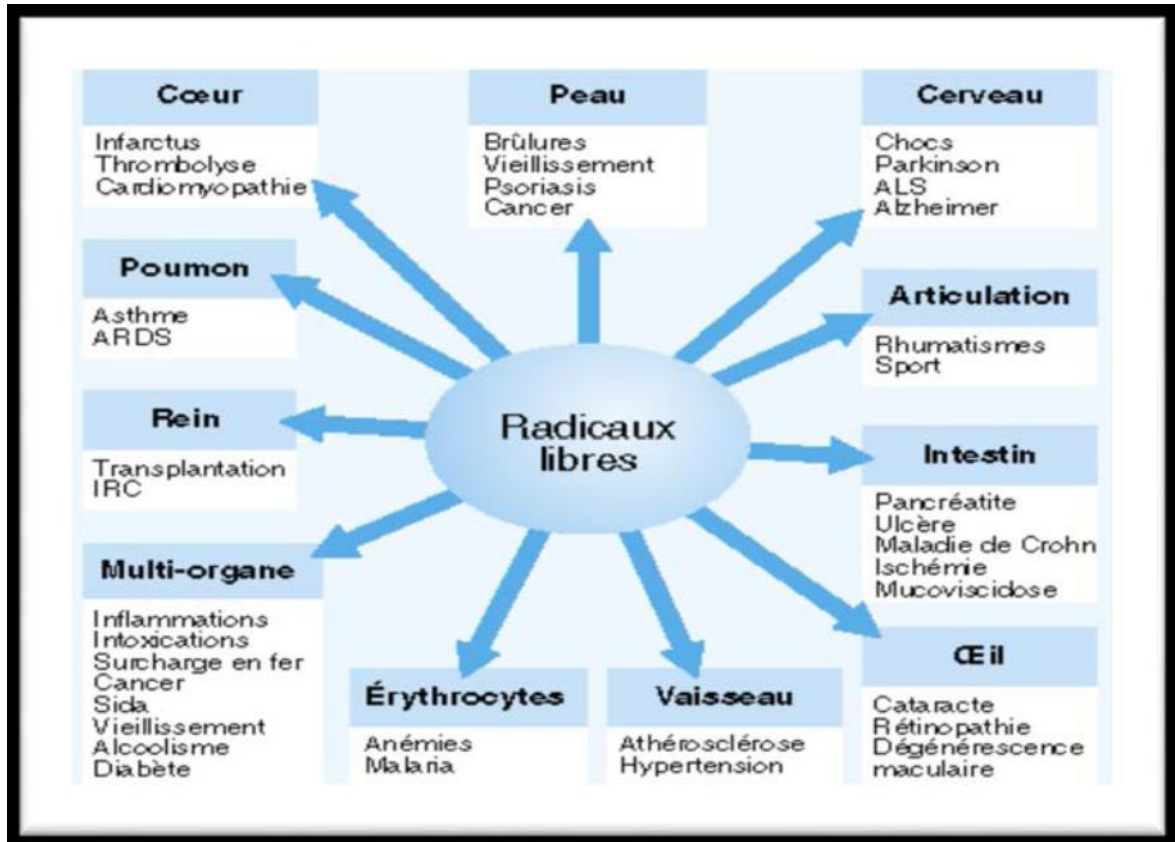 Cœur
Infarctus
Thrombolyse
Cardiomyopathie
Peau
Brûlures
Vieillissement
Psoriasis
Cancer
Cerveau
Chocs
Parkinson
ALS
Alzheimer
Poumon
Asthme
ARDS
Articulation
Rhumatismes
Sport
Rein
Transplantation
IRC
Radicaux
libres
Intestin
Pancréatite
Ulcère
Maladie de Crohn
Ischémie
Mucoviscidose
Multi-organe
Inflammations
Intoxications
Surcharge en fer
Cancer
Sida
Vieillissement
Alcoolisme
Diabète
Érythrocytes
Anémies
Malaria
Vaisseau
Athérosclérose
Hypertension
Œil
Cataracte
Rétinopathie
Dégénérescence
maculaire